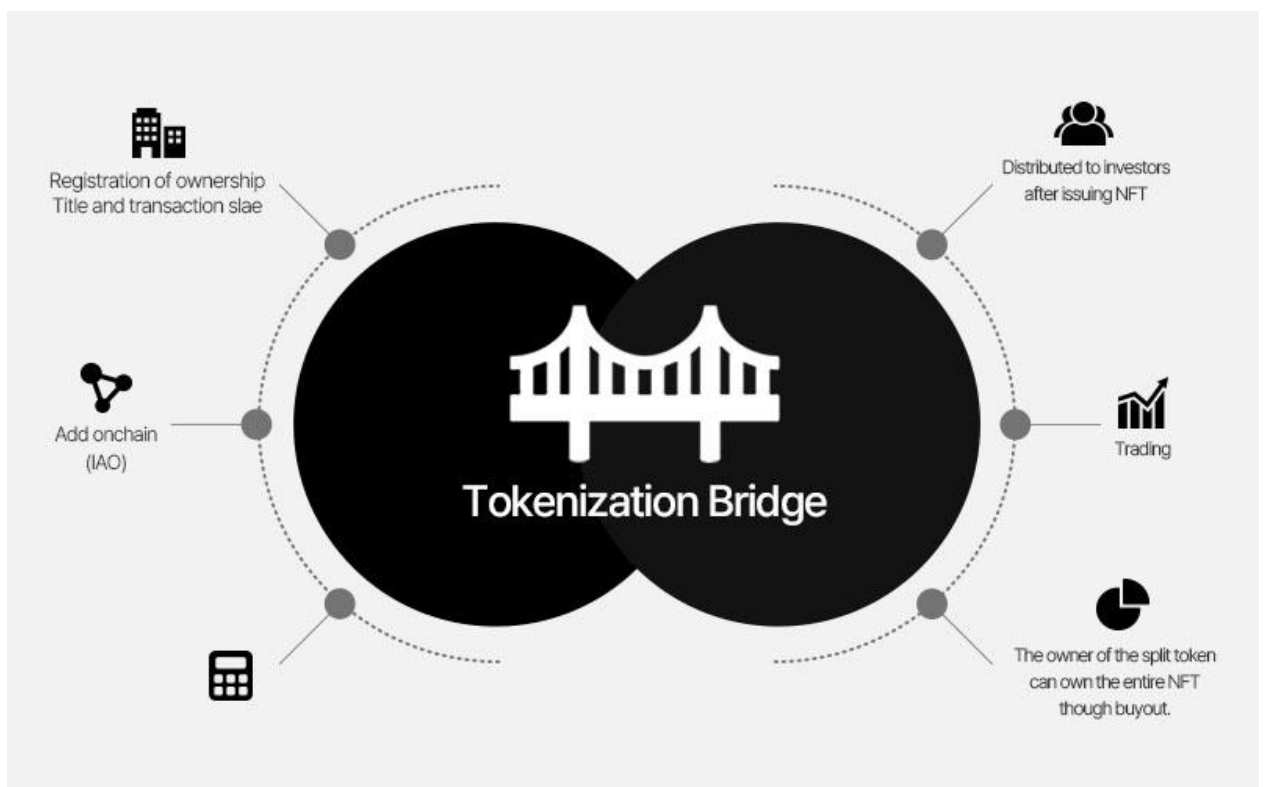 Registration of ownership
Title and transaction slae
Add onchain
(IAO)
Tokenization Bridge
Distributed to investors
after issuing NFT
Trading
The owner of the split token
can own the entire NFT
though buyout.